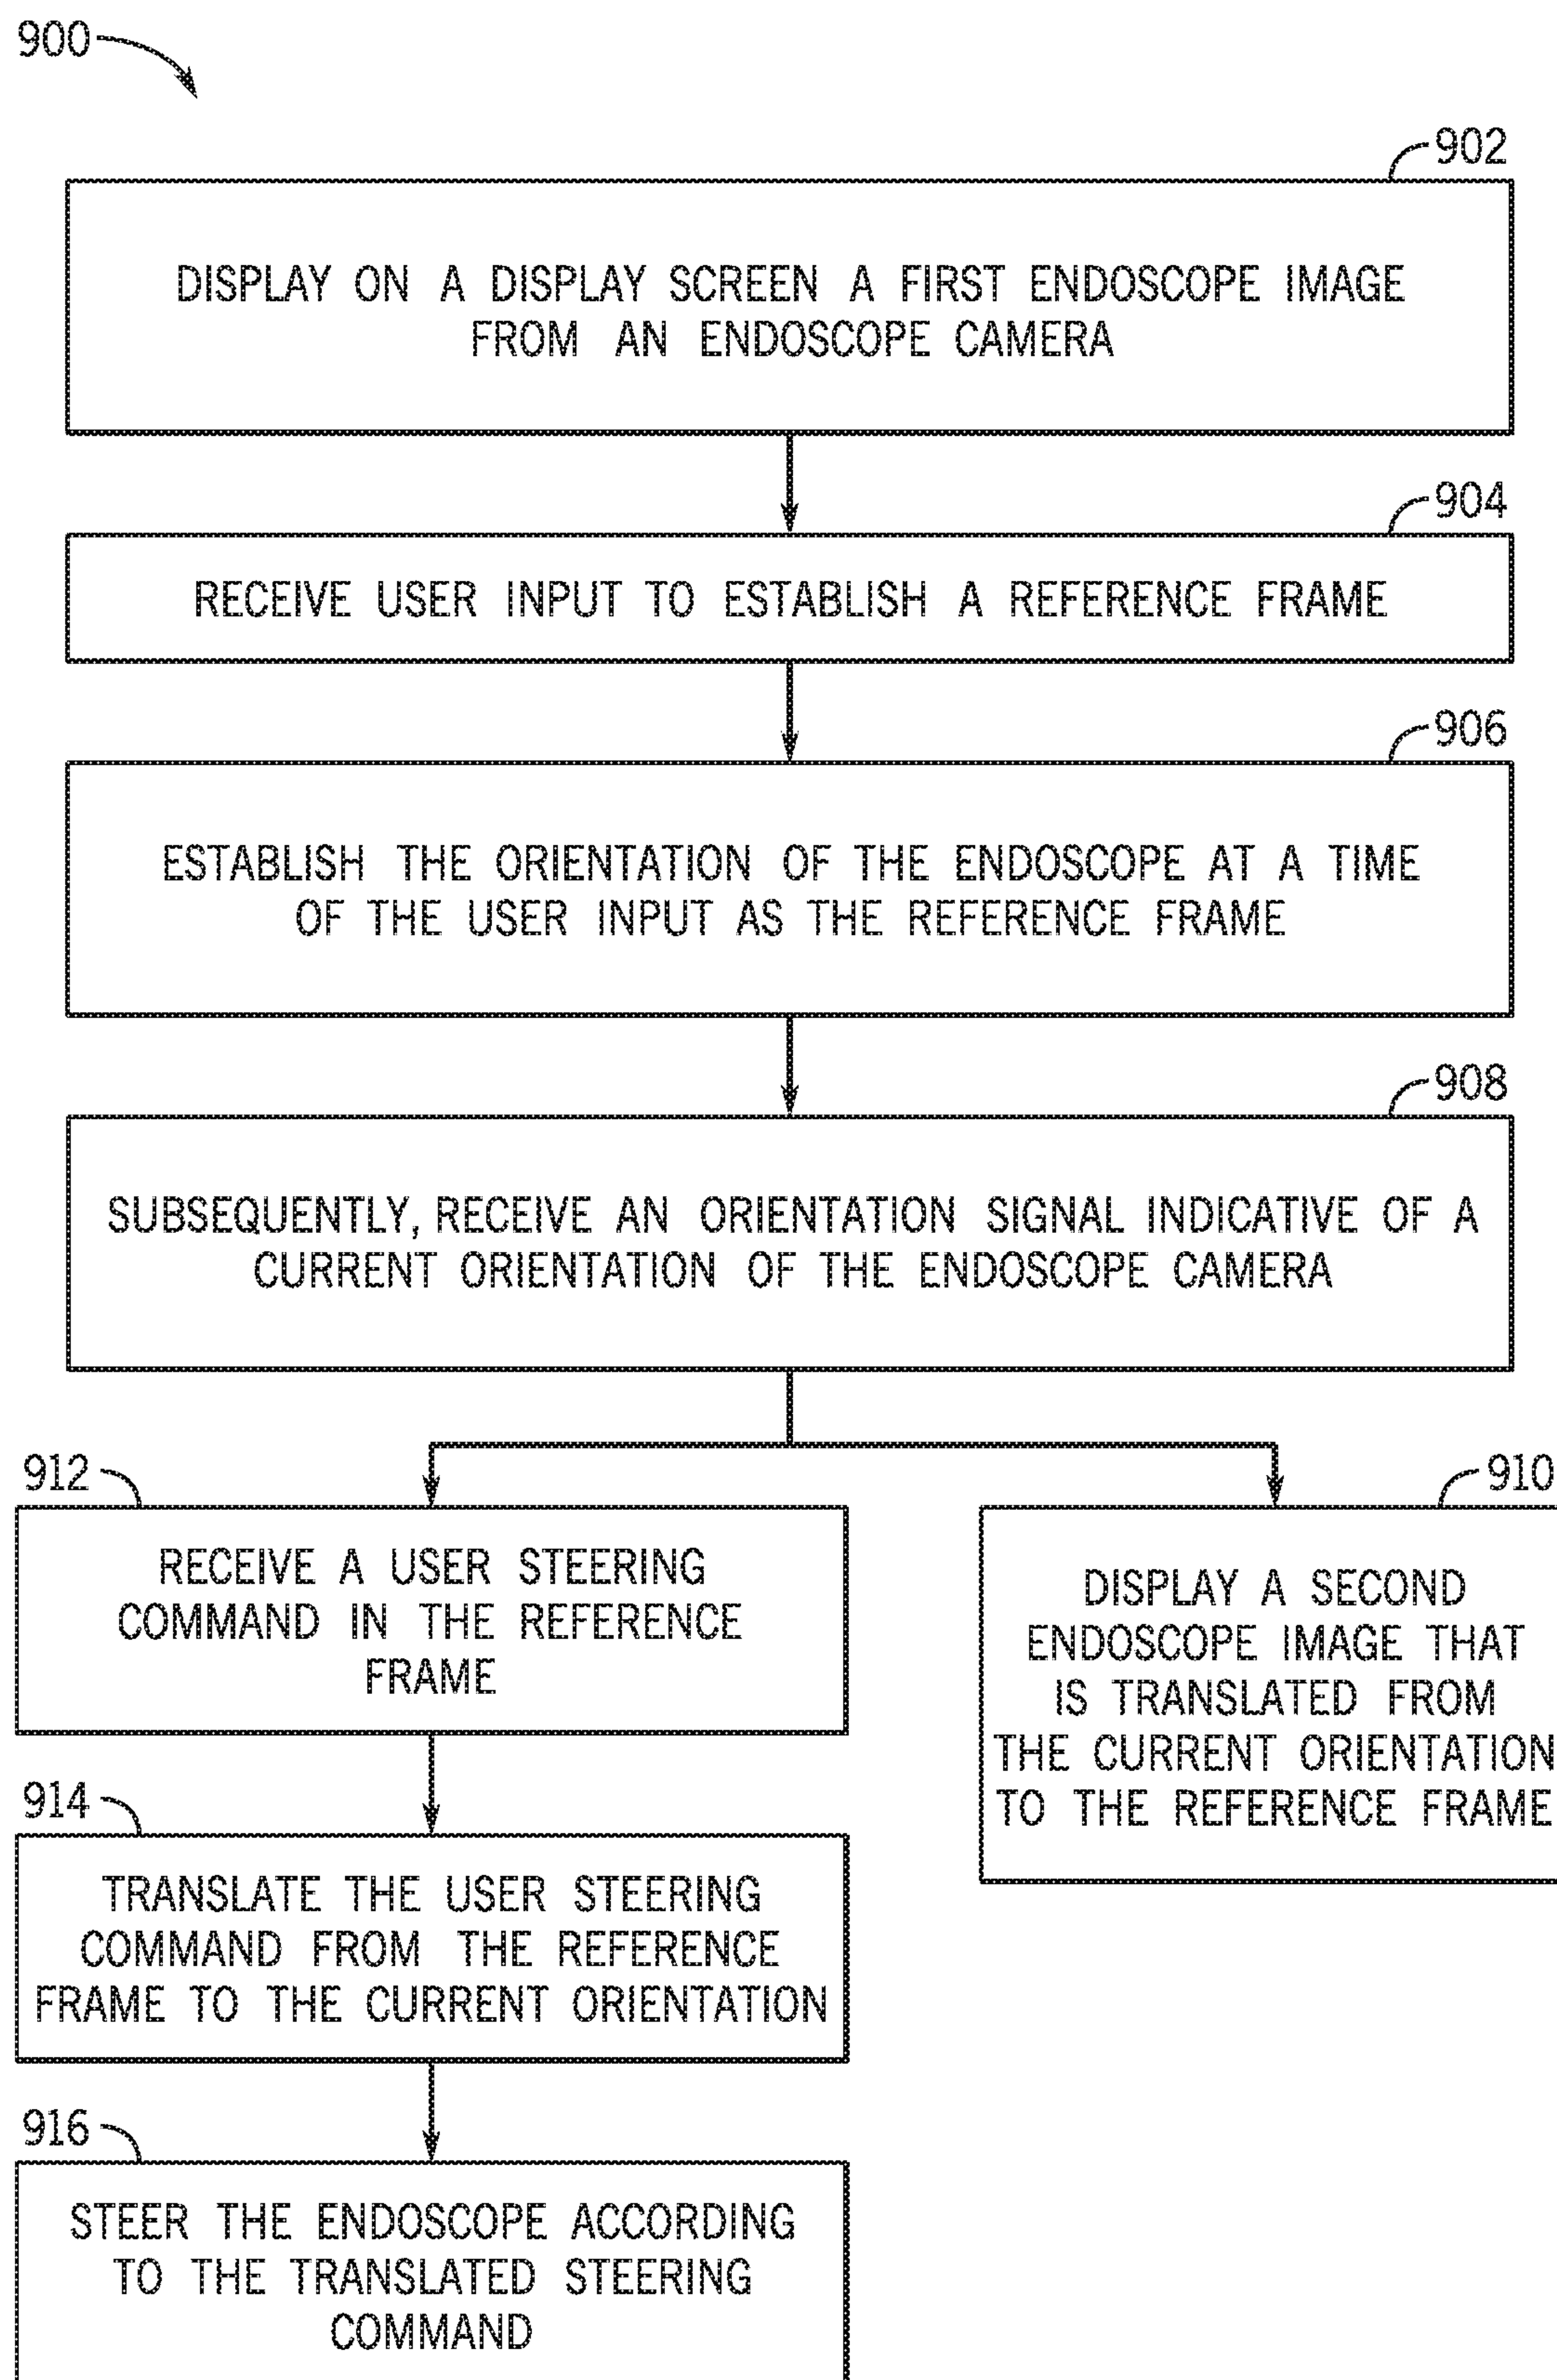 900
902
DISPLAY ON A DISPLAY SCREEN A FIRST ENDOSCOPE IMAGE
FROM AN ENDOSCOPE CAMERA
904
RECEIVE USER INPUT TO ESTABLISH A REFERENCE FRAME
906
ESTABLISH THE ORIENTATION OF THE ENDOSCOPE AT A TIME
OF THE USER INPUT AS THE REFERENCE FRAME
908
SUBSEQUENTLY, RECEIVE AN ORIENTATION SIGNAL INDICATIVE OF A
CURRENT ORIENTATION OF THE ENDOSCOPE CAMERA
912
RECEIVE A USER STEERING
COMMAND IN THE REFERENCE
FRAME
910
DISPLAY A SECOND
ENDOSCOPE IMAGE THAT
IS TRANSLATED FROM
THE CURRENT ORIENTATION
TO THE REFERENCE FRAME
914
TRANSLATE THE USER STEERING
COMMAND FROM THE REFERENCE
FRAME TO THE CURRENT ORIENTATION
916
STEER THE ENDOSCOPE ACCORDING
TO THE TRANSLATED STEERING
COMMAND